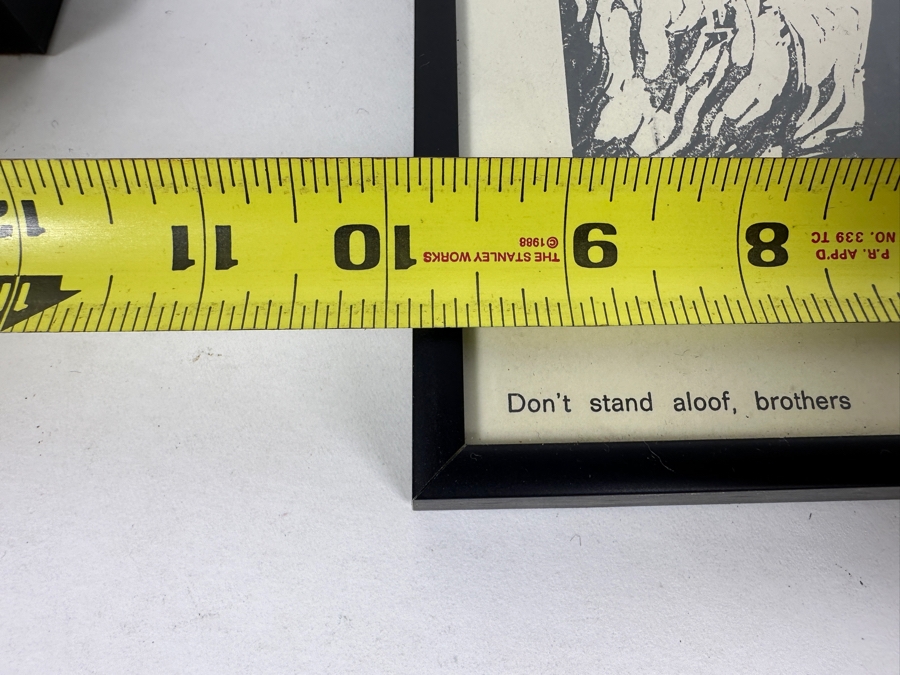 P.R. APP'D
NO. 339 TC
8
9
THE STANLEY WORKS
©1988
10
11
Don't stand aloof, brothers